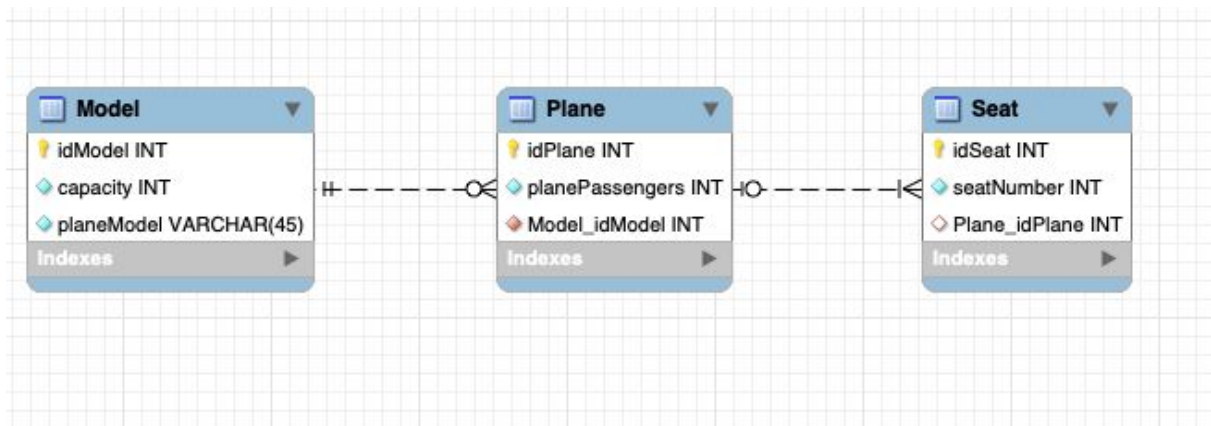 Model
idModel INT
capacity INT
planeModel VARCHAR(45)
Indexes
Plane
idPlane INT
planePassengers INT
Model_idModel INT
Indexes
Seat
idSeat INT
seatNumber INT
Plane_idPlane INT
Indexes